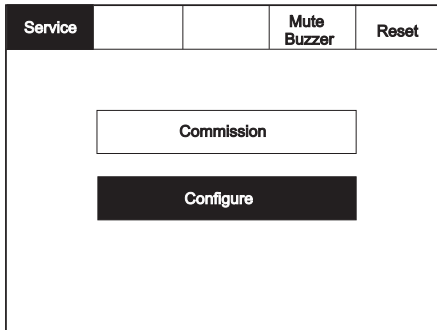 Service
Mute
Buzzer
Reset
Commission
Configure